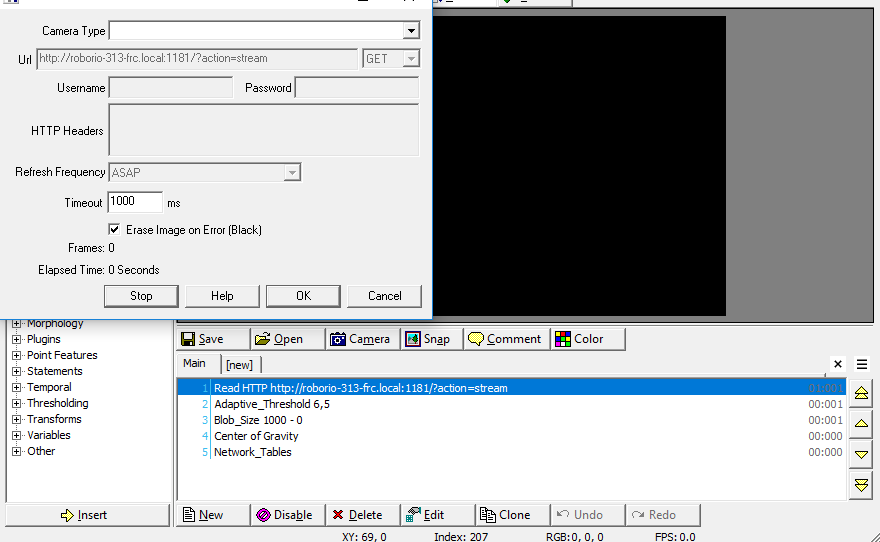 Camera Type
Url http://roborio-313-frc.local:1181/?action=stream GET
Username Password
HTTP Headers
Refresh Frequency ASAP
Timeout 1000 ms
Erase Image on Error (Black)
Frames: 0
Elapsed Time: 0 Seconds
Stop Help OK Cancel
Morphology
Plugins
Point Features
Statements
Temporal
Thresholding
Transforms
Variables
Other
Insert
Save Open Camera Snap Comment Color
Main [new]
1 Read HTTP http://roborio-313-frc.local:1181/?action=stream 01:001
2 Adaptive_Threshold 6,5 00:001
3 Blob_Size 1000 - 0 00:001
4 Center of Gravity 00:000
5 Network_Tables 00:000
New Disable Delete Edit Clone Undo Redo
XY: 69, 0 Index: 207 RGB:0, 0, 0 FPS: 0.0